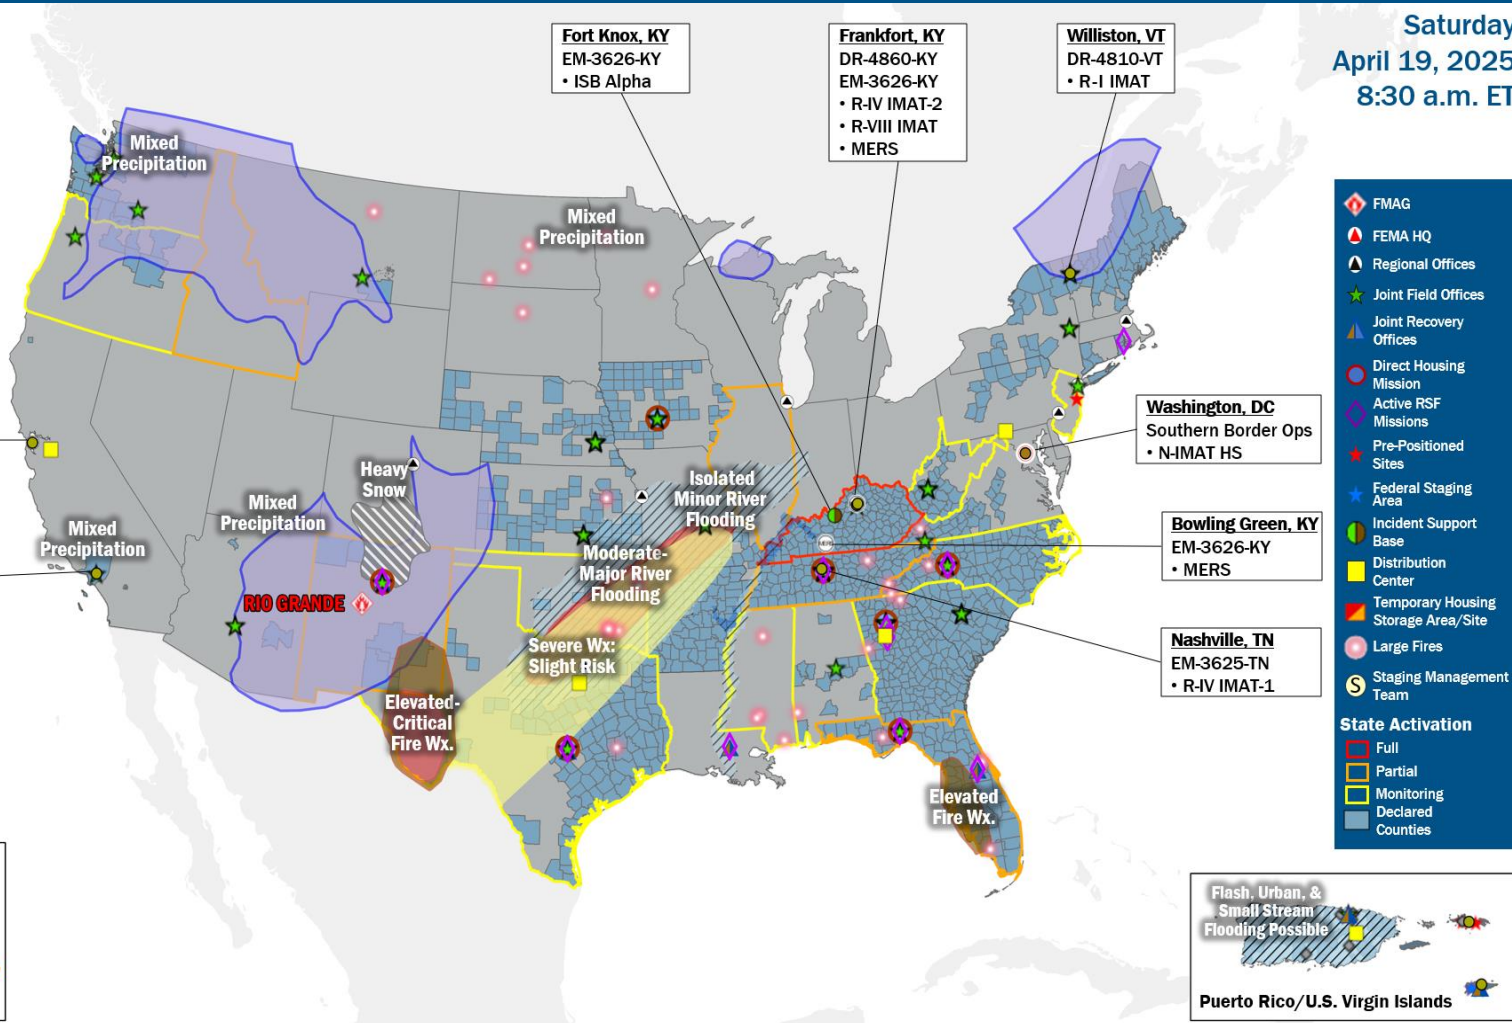 Saturday
April 19, 2025
8:30 a.m. ET
Fort Knox, KY
EM-3626-KY
• ISB Alpha
Frankfort, KY
DR-4860-KY
EM-3626-KY
• R-IV IMAT-2
• R-VIII IMAT
• MERS
Williston, VT
DR-4810-VT
• R-I IMAT
Mixed
Precipitation
Mixed
Precipitation
Washington, DC
Southern Border Ops
• N-IMAT HS
Heavy
Snow
Mixed
Precipitation
Mixed
Precipitation
Isolated
Minor River
Flooding
Moderate-
Major River
Flooding
Bowling Green, KY
EM-3626-KY
• MERS
MERS
RIO GRANDE
Severe Wx:
Slight Risk
Nashville, TN
EM-3625-TN
• R-IV IMAT-1
Elevated-
Critical
Fire Wx.
Elevated
Fire Wx.
FMAG
FEMA HQ
Regional Offices
Joint Field Offices
Joint Recovery
Offices
Direct Housing
Mission
Active RSF
Missions
Pre-Positioned
Sites
Federal Staging
Area
Incident Support
Base
Distribution
Center
Temporary Housing
Storage Area/Site
Large Fires
S
Staging Management
Team
State Activation
Full
Partial
Monitoring
Declared
Counties
Flash, Urban, &
Small Stream
Flooding Possible
Puerto Rico/U.S. Virgin Islands